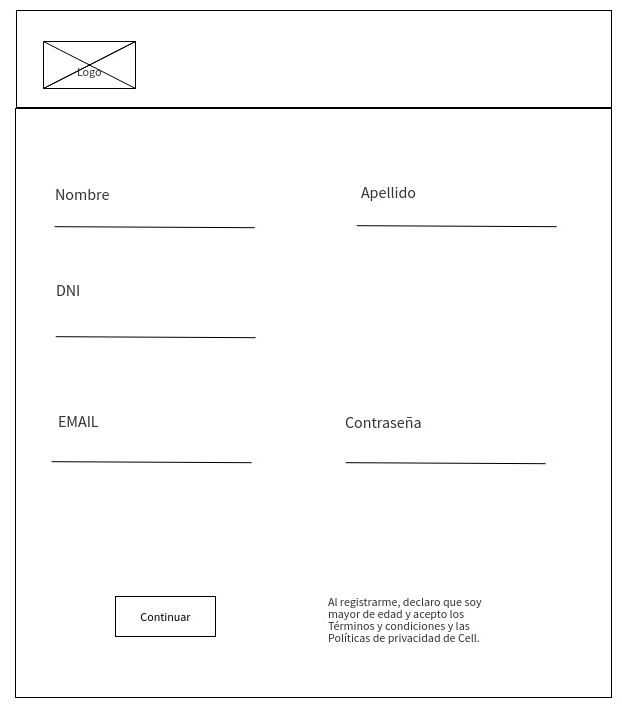 Logo
Nombre
Apellido
DNI
EMAIL
Contraseña
Continuar
Al registrarme, declaro que soy
mayor de edad y acepto los
Términos y condiciones y las
Políticas de privacidad de Cell.